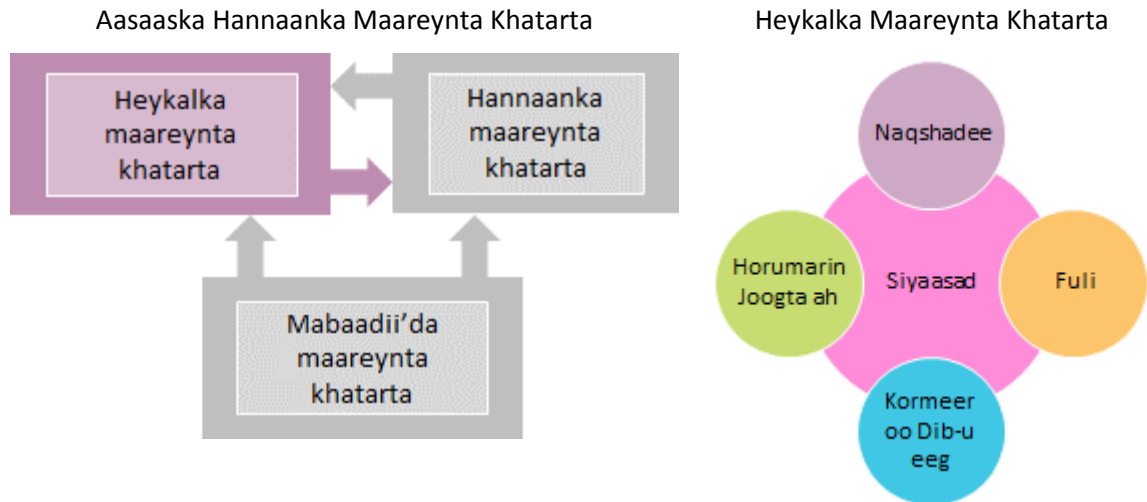 Aasaaska Hannaanka Maareynta Khatarta
Heykalka
maareynta
khatarta
Hannaanka
maareynta
khatarta
Mabaadii'da
maareynta
khatarta
Heykalka Maareynta Khatarta
Naqshadee
Horumarin
Joogta ah
Siyaasad
Fuli
Kormeer
oo Dib-u
eeg